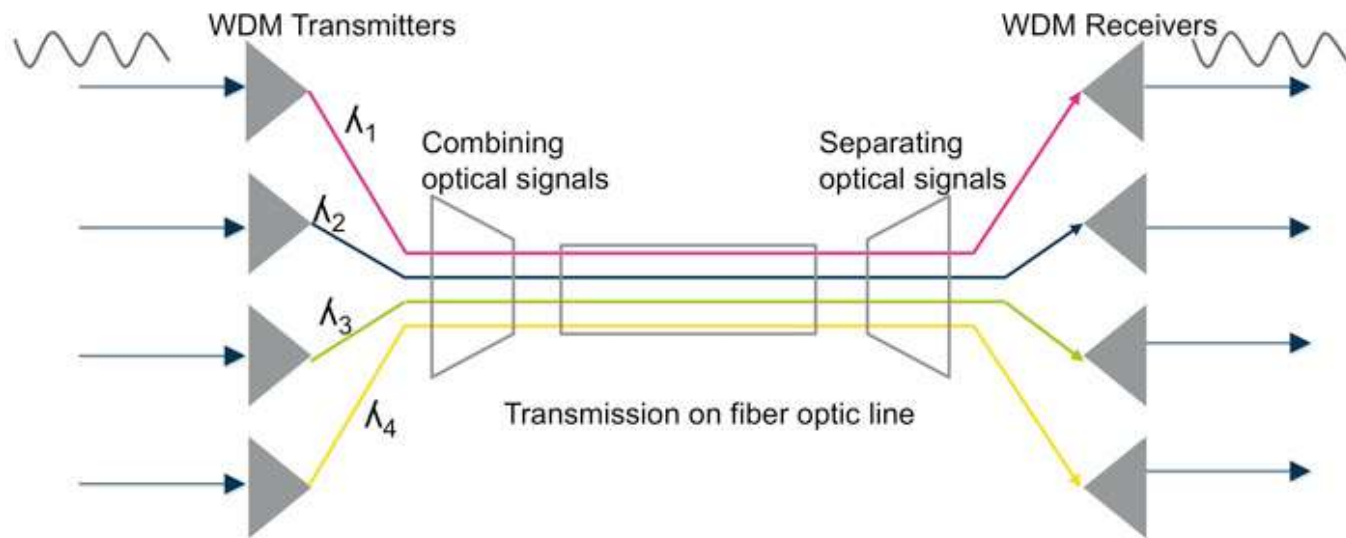 WDM Transmitters
WDM Receivers
λ1
Combining
optical signals
Separating
optical signals
λ2
λ3
λ4
Transmission on fiber optic line